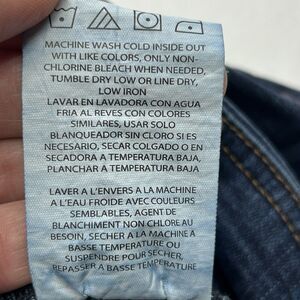 MACHINE WASH COLD INSIDE OUT
WITH LIKE COLORS, ONLY NON-
CHLORINE BLEACH WHEN NEEDED,
TUMBLE DRY LOW OR LINE DRY,
LOW IRON
LAVAR EN LAVADORA CON AGUA
FRIA AL REVES CON COLORES
SIMILARES, USAR SOLO
BLANQUEADOR SIN CLORO SI ES
NECESARIO, SECAR COLGADO O EN
SECADORA A TEMPERATURA BAJA,
PLANCHAR A TEMPERATURA BAJA
LAVER A L'ENVERS A LA MACHINE
A L'EAU FROIDE AVEC COULEURS
SEMBLABLES, AGENT DE
BLANCHIMENT NON CHLORE AU
BESOIN, SECHER A LA MACHINE A
BASSE TEMPERATURE OU
SUSPENDRE POUR SECHER,
REPASSER A BASSE TEMPERATURE